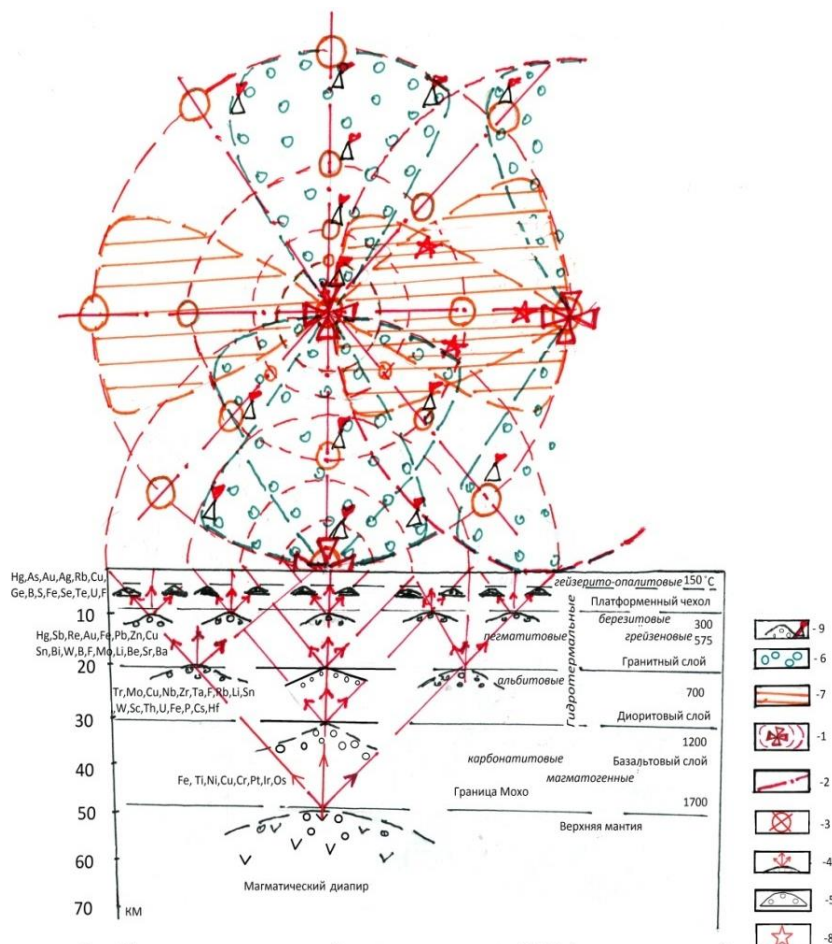 Hg,As,Au,Ag,Rb,Cu,
Ge,B,S,Fe,Se,Te,U,F
гейзерито-опалитовые 150 °C
Платформенный чехол
10
березитовые 300
Hg,Sb,Re,Au,Fe,Pb,Zn,Cu
Sn,Bi,W,B,F,Mo,Li,Be,Sr,Ba
пегматитовые грейзеновые 575
Гидротермальные
20
Гранитный слой
альбитовые
Tr,Mo,Cu,Nb,Zr,Ta,F,Rb,Li,Sn
,W,Sc,Th,U,Fe,P,Cs,Hf
700
30
Диоритовый слой
1200
карбонатитовые Базальтовый слой
40
Fe, Ti,Ni,Cu,Cr,Pt,Ir,Os
магматогенные
Граница Мохо
50
1700
Верхняя мантия
60
Магматический диапир
70
КМ
-9
-6
-7
-1
-2
-3
-4
-5
-8